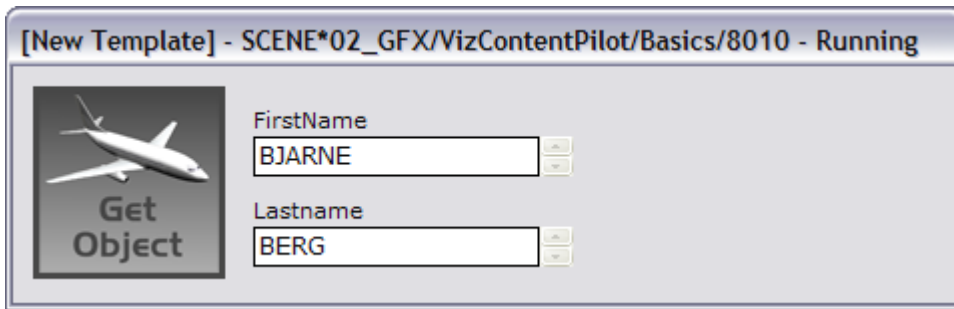 [New Template] - SCENE*02_GFX/VizContentPilot/Basics/8010 - Running
Get
Object
FirstName
BJARNE
Lastname
BERG